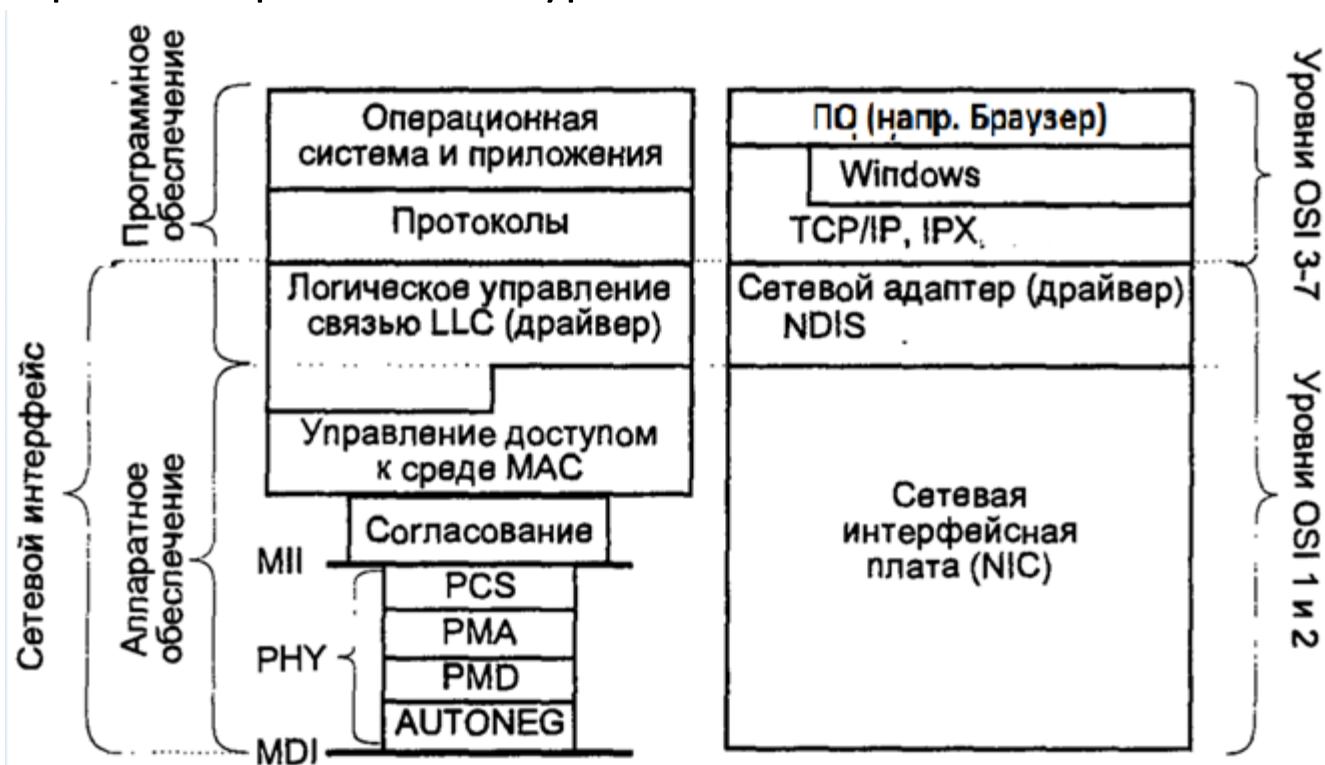 Программное
обеспечение
Сетевой интерфейс
Аппаратное
обеспечение
Операционная
система и приложения
Протоколы
Логическое управление
связью LLC (драйвер)
Управление доступом
к среде MAC
Согласование
MII
PCS
PMA
PHY
PMD
AUTONEG
MDI
ПО (напр. Браузер)
Windows
TCP/IP, IPX
Сетевой адаптер (драйвер)
NDIS
Сетевая
интерфейсная
плата (NIC)
Уровни OSI 3-7
Уровни OSI 1 и 2